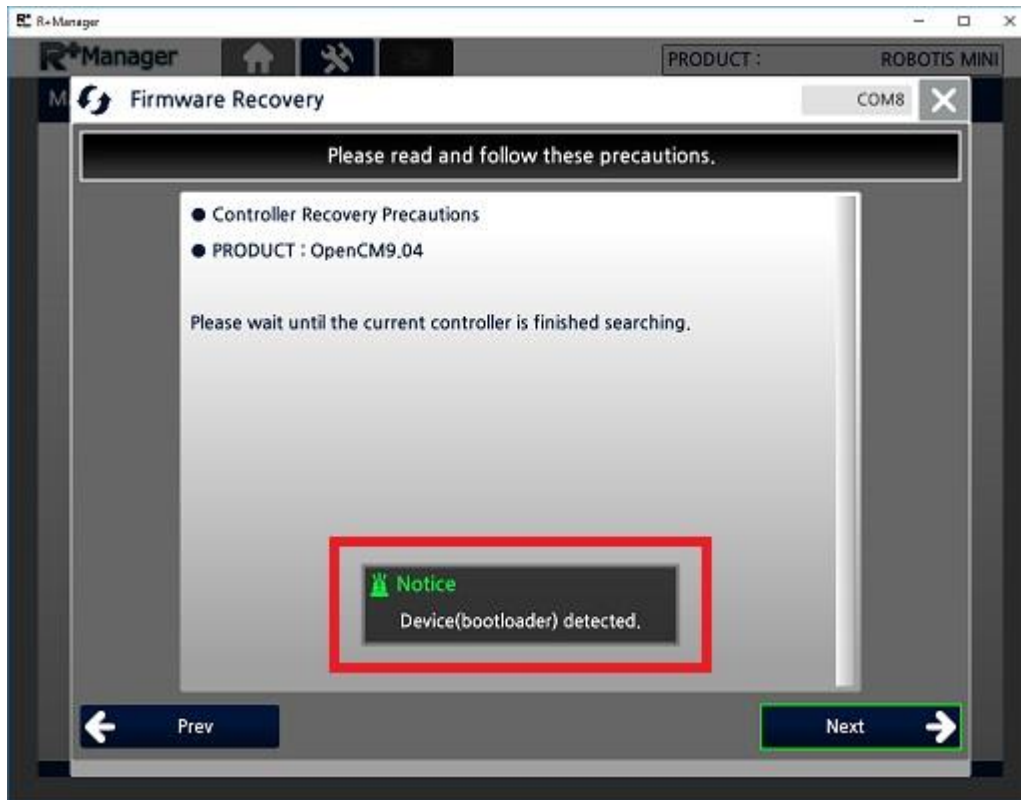 R+Manager
R+Manager
PRODUCT : ROBOTIS MINI
M
Firmware Recovery
COM8
Please read and follow these precautions.
● Controller Recovery Precautions
● PRODUCT : OpenCM9.04
Please wait until the current controller is finished searching.
Notice
Device(bootloader) detected.
Prev
Next